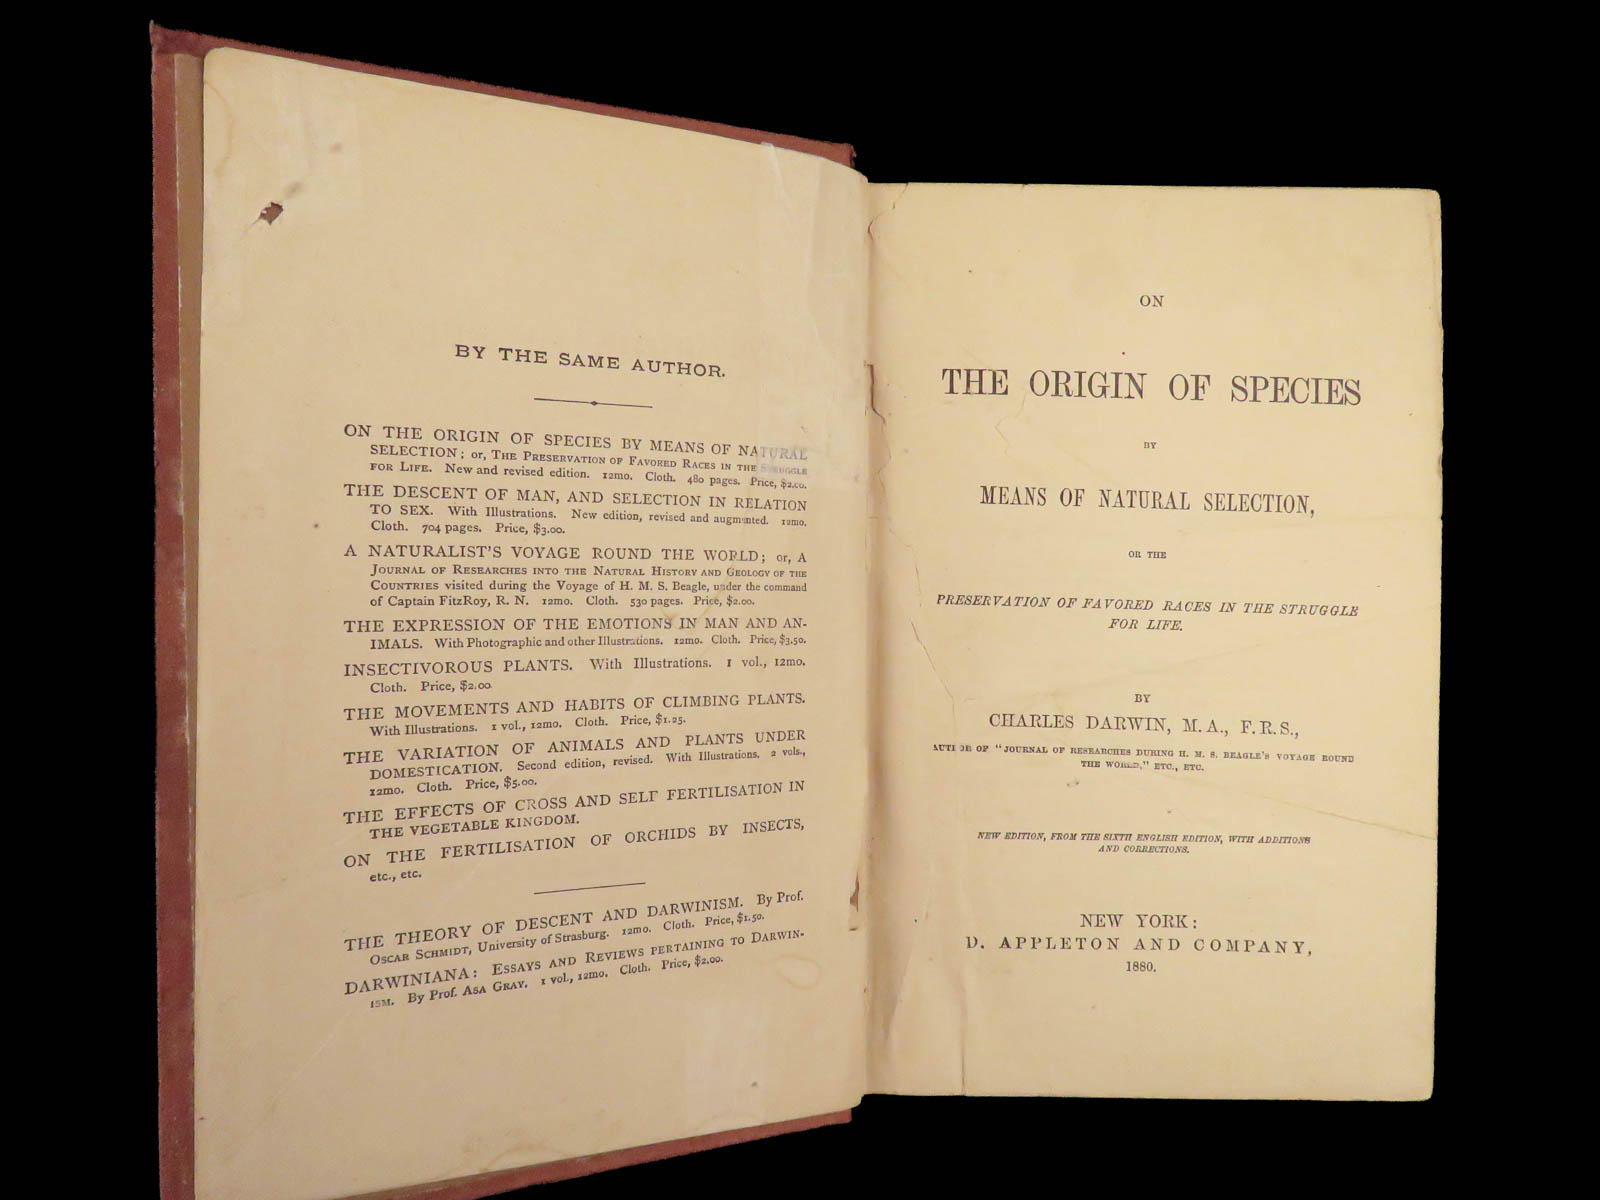 BY THE SAME AUTHOR.
ON THE ORIGIN OF SPECIES BY MEANS OF NATURAL
SELECTION; or, THE PRESERVATION OF FAVORED RACES IN THE STRUGGLE
FOR LIFE. New and revised edition. 12mo. Cloth. 480 pages. Price, $2.00.
THE DESCENT OF MAN, AND SELECTION IN RELATION
TO SEX. With Illustrations. New edition, revised and augmented. 12mo.
Cloth. 704 pages. Price, $3.00.
A NATURALIST'S VOYAGE ROUND THE WORLD; or, A
JOURNAL OF RESEARCHES INTO THE NATURAL HISTORY AND GEOLOGY OF THE
COUNTRIES visited during the Voyage of H. M. S. Beagle, under the command
of Captain FitzRoy, R. N. 12mo. Cloth. 530 pages. Price, $2.00.
THE EXPRESSION OF THE EMOTIONS IN MAN AND AN-
IMALS. With Photographic and other Illustrations. 12mo. Cloth. Price, $3.50.
INSECTIVOROUS PLANTS. With Illustrations. 1 vol., 12mo.
Cloth. Price, $2.00.
THE MOVEMENTS AND HABITS OF CLIMBING PLANTS.
With Illustrations. 1 vol., 12mo. Cloth. Price, $1.25.
THE VARIATION OF ANIMALS AND PLANTS UNDER
DOMESTICATION. Second edition, revised. With Illustrations. 2 vols.,
12mo. Cloth. Price, $5.00.
THE EFFECTS OF CROSS AND SELF FERTILISATION IN
THE VEGETABLE KINGDOM.
ON THE FERTILISATION OF ORCHIDS BY INSECTS,
etc., etc.
THE THEORY OF DESCENT AND DARWINISM. By Prof.
OSCAR SCHMIDT, University of Strasburg. 12mo. Cloth. Price, $1.50.
DARWINIANA: ESSAYS AND REVIEWS PERTAINING TO DARWIN-
ISM. By Prof. ASA GRAY. 1 vol., 12mo. Cloth. Price, $2.00.
ON
THE ORIGIN OF SPECIES
BY
MEANS OF NATURAL SELECTION,
OR THE
PRESERVATION OF FAVORED RACES IN THE STRUGGLE
FOR LIFE.
BY
CHARLES DARWIN, M.A., F.R.S.,
AUTHOR OF "JOURNAL OF RESEARCHES DURING H. M. S. BEAGLE'S VOYAGE ROUND
THE WORLD," ETC., ETC.
NEW EDITION, FROM THE SIXTH ENGLISH EDITION, WITH ADDITIONS
AND CORRECTIONS.
NEW YORK:
D. APPLETON AND COMPANY,
1880.